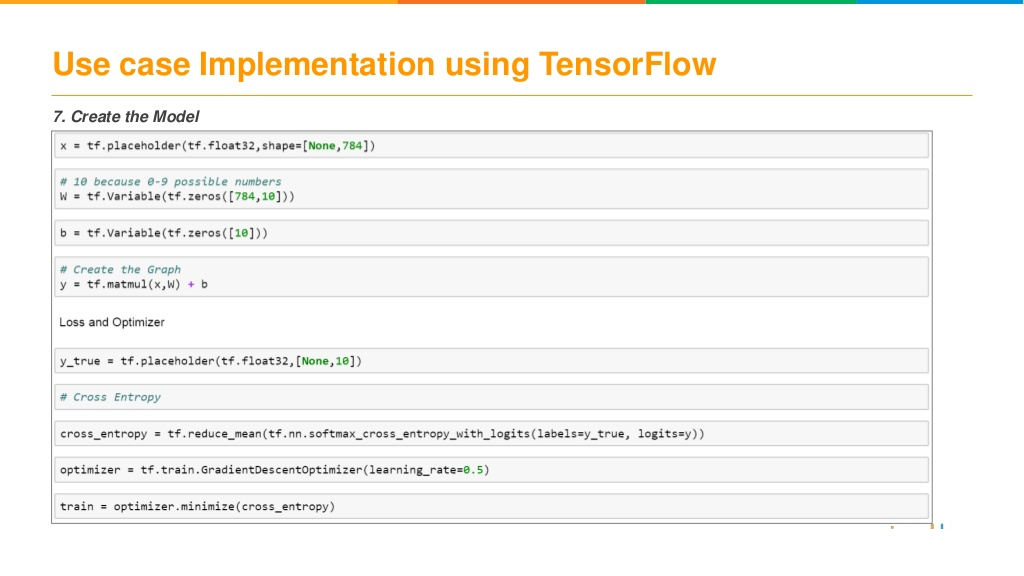 Use case Implementation using TensorFlow
7. Create the Model
x = tf.placeholder(tf.float32,shape=[None,784])
# 10 because 0-9 possible numbers
W = tf.Variable(tf.zeros([784,10]))
b = tf.Variable(tf.zeros([10]))
# Create the Graph
y = tf.matmul(x,W) + b
Loss and Optimizer
y_true = tf.placeholder(tf.float32,[None,10])
# Cross Entropy
cross_entropy = tf.reduce_mean(tf.nn.softmax_cross_entropy_with_logits(labels=y_true, logits=y))
optimizer = tf.train.GradientDescentOptimizer(learning_rate=0.5)
train = optimizer.minimize(cross_entropy)